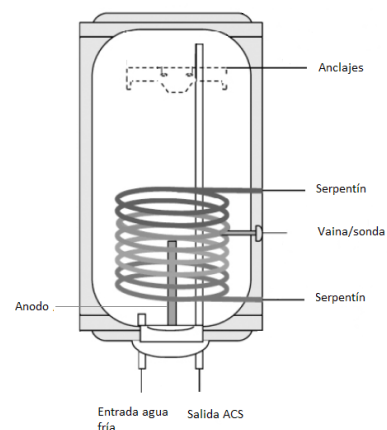 Anclajes
Serpentín
Vaina/sonda
Serpentín
Anodo .
Entrada agua
fría
Salida ACS